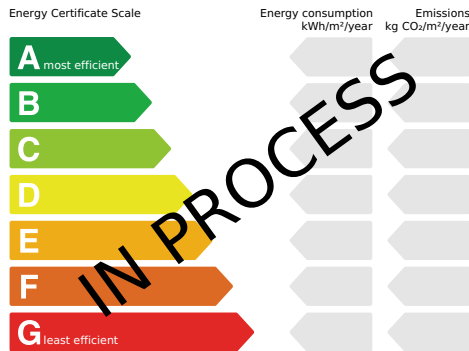 Energy Certificate Scale
Energy consumption
kWh/m²/year
Emissions
kg CO₂/m²/year
A most efficient
B
C
D
E
F
G least efficient
IN PROCESS